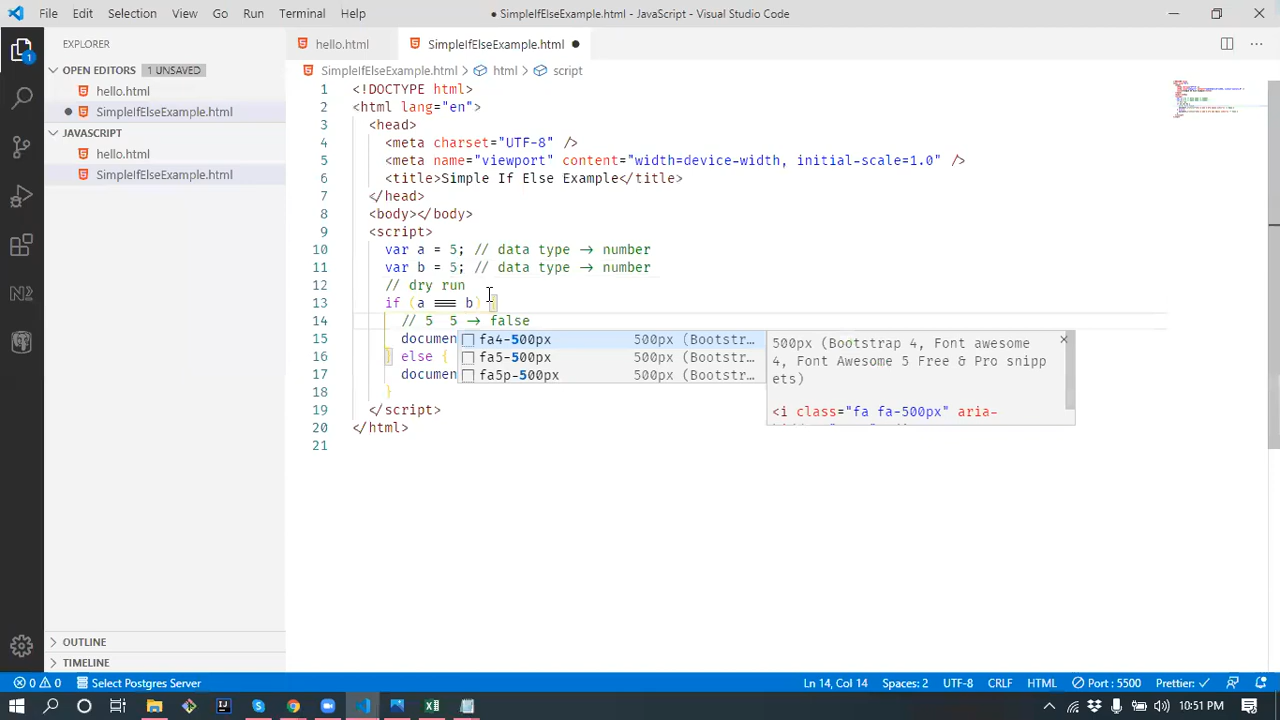 File Edit Selection View Go Run Terminal Help
● SimpleIfElseExample.html - JavaScript - Visual Studio Code
EXPLORER
OPEN EDITORS 1 UNSAVED
hello.html
SimpleIfElseExample.html
JAVASCRIPT
hello.html
SimpleIfElseExample.html
OUTLINE
TIMELINE
hello.html SimpleIfElseExample.html ●
SimpleIfElseExample.html > html > script
1 <!DOCTYPE html>
2 <html lang="en">
3 <head>
4 <meta charset="UTF-8" />
5 <meta name="viewport" content="width=device-width, initial-scale=1.0" />
6 <title>Simple If Else Example</title>
7 </head>
8 <body></body>
9 <script>
10 var a = 5; // data type → number
11 var b = 5; // data type → number
12 // dry run
13 if (a === b) {
14 // 5 5 → false
15 documen
16 } else {
17 documen
18 }
19 </script>
20 </html>
21
fa4-500px 500px (Bootstr…
fa5-500px 500px (Bootstr…
fa5p-500px 500px (Bootstr…
500px (Bootstrap 4, Font awesome
4, Font Awesome 5 Free & Pro snipp
ets)
<i class="fa fa-500px" aria-
0 0 Select Postgres Server
Ln 14, Col 14 Spaces: 2 UTF-8 CRLF HTML Port : 5500 Prettier: ✓
10:51 PM